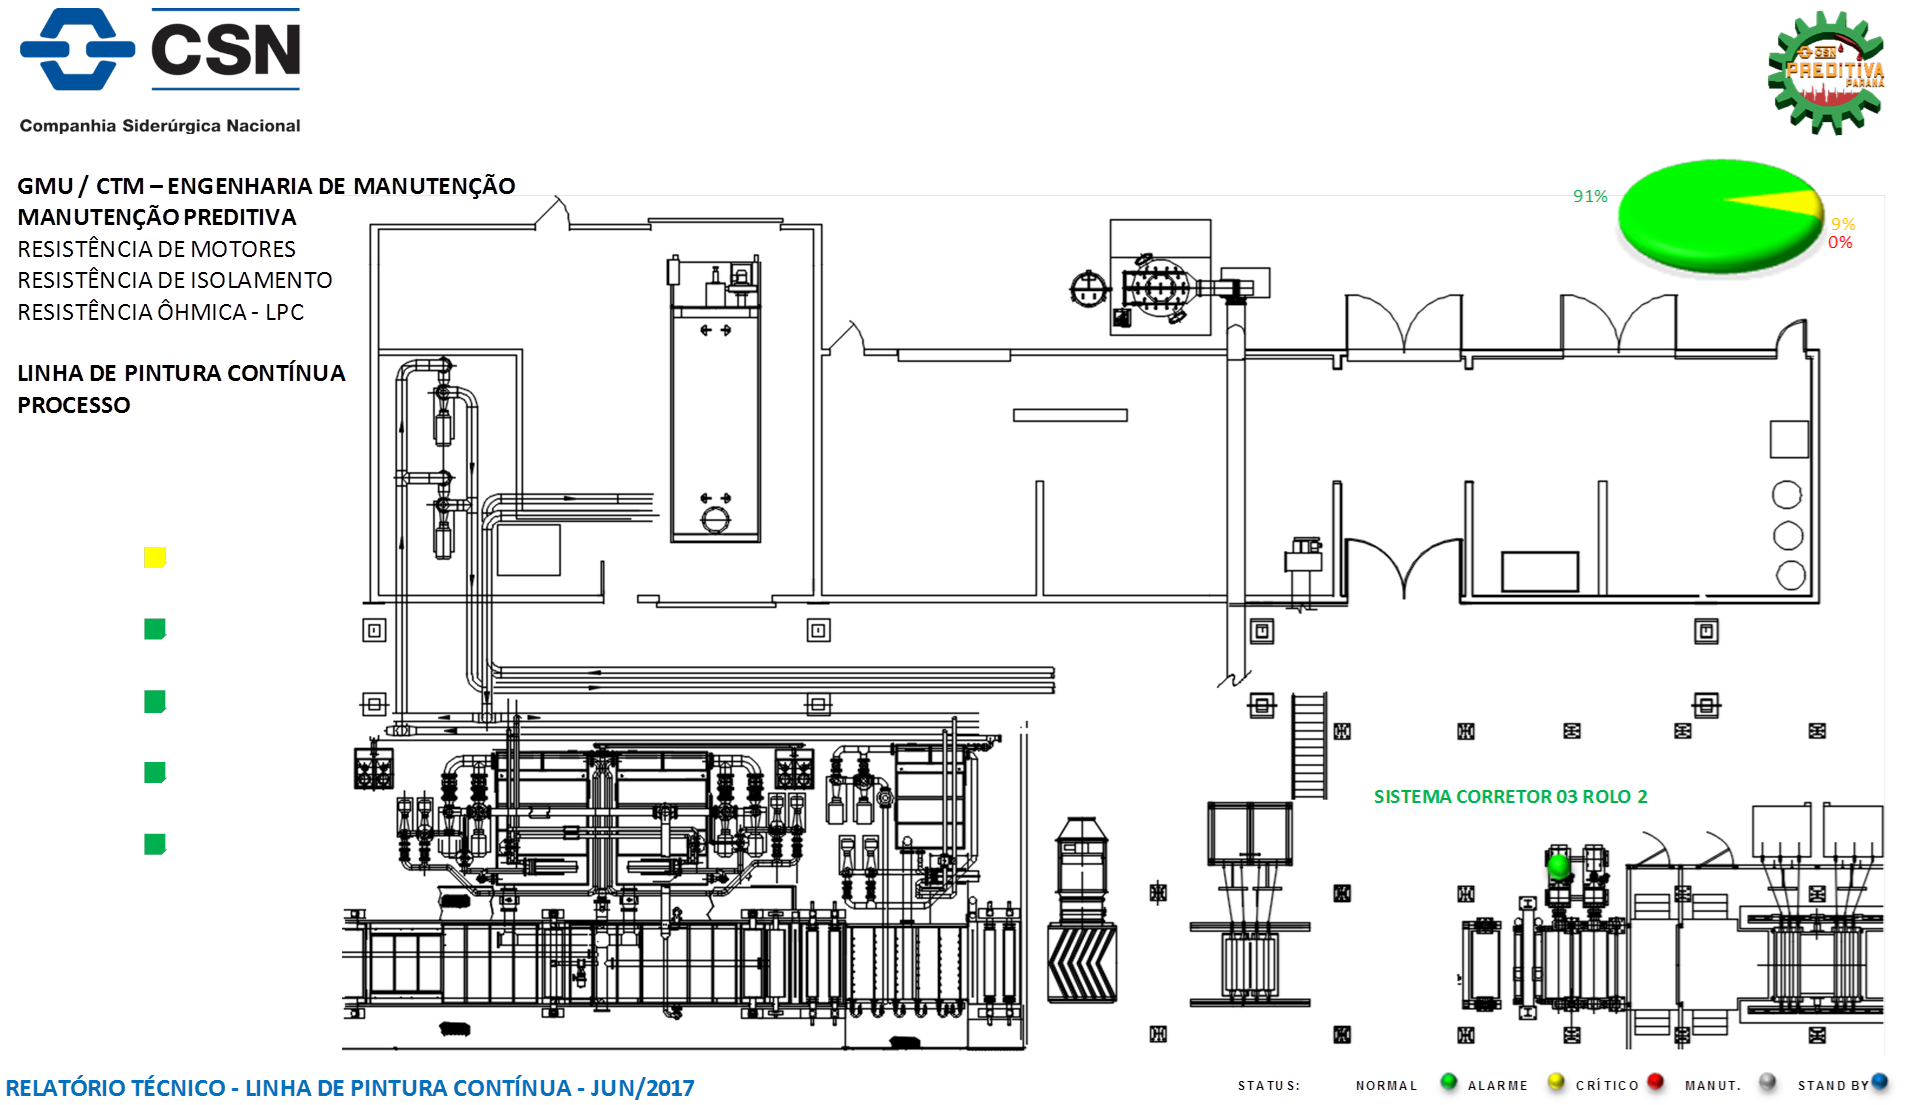 CSN
Companhia Siderúrgica Nacional
CSN
PREDITIVA
PARANÁ
GMU / CTM – ENGENHARIA DE MANUTENÇÃO
MANUTENÇÃO PREDITIVA
RESISTÊNCIA DE MOTORES
RESISTÊNCIA DE ISOLAMENTO
RESISTÊNCIA ÔHMICA - LPC
LINHA DE PINTURA CONTÍNUA
PROCESSO
91%
9%
0%
SISTEMA CORRETOR 03 ROLO 2
RELATÓRIO TÉCNICO - LINHA DE PINTURA CONTÍNUA - JUN/2017
STATUS: NORMAL ALARME CRÍTICO MANUT. STAND BY